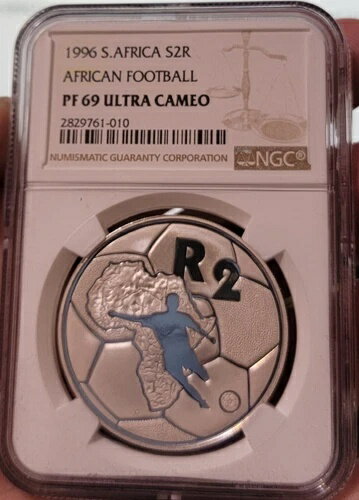 1996 S.AFRICA S2R
AFRICAN FOOTBALL
PF 69 ULTRA CAMEO
2829761-010
NUMISMATIC GUARANTY CORPORATION
NGC®
R2